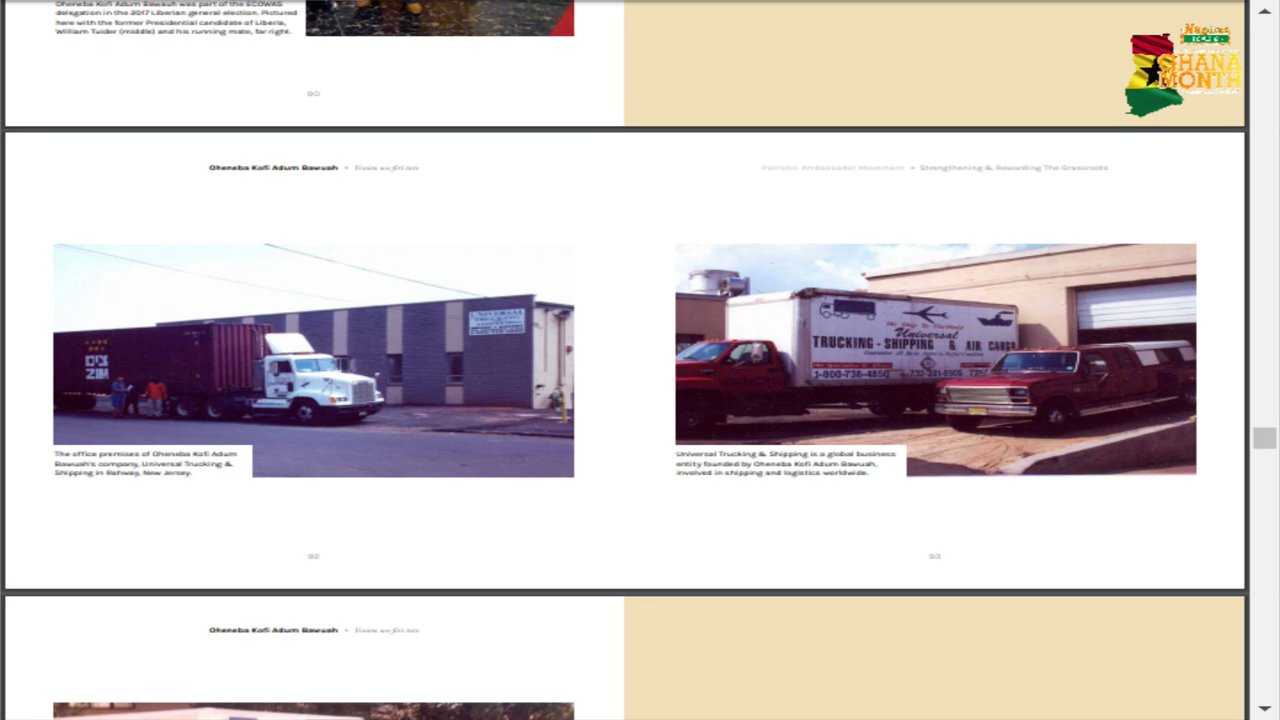 Oheneba Kofi Adum Bawuah was part of the ECOWAS
delegation in the 2017 Liberian general election. Pictured
here with the former Presidential candidate of Liberia,
William Tuider (middle) and his running mate, far right.
90
GHANA
MONTH
Oheneba Kofi Adum Bawuah •
Patriotic Ambassador Movement • Strengthening & Rewarding The Grassroots
UNIVERSAL
ZIM
Universal
TRUCKING - SHIPPING & AIR CARGO
1-800-736-4850
The office premises of Oheneba Kofi Adum
Bawuah's company, Universal Trucking &
Shipping in Rahway, New Jersey.
Universal Trucking & Shipping is a global business
entity founded by Oheneba Kofi Adum Bawuah,
involved in shipping and logistics worldwide.
92
93
Oheneba Kofi Adum Bawuah •